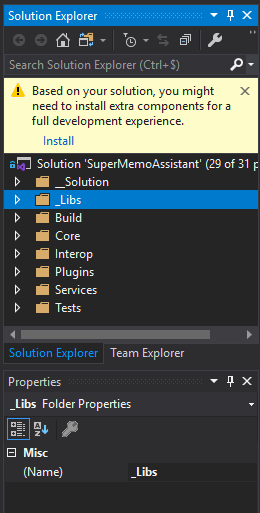 Solution Explorer
Search Solution Explorer (Ctrl+$)
Based on your solution, you might
need to install extra components for
a full development experience.
Install
Solution 'SuperMemoAssistant' (29 of 31 p
__Solution
_Libs
Build
Core
Interop
Plugins
Services
Tests
Solution Explorer Team Explorer
Properties
_Libs Folder Properties
Misc
(Name) _Libs